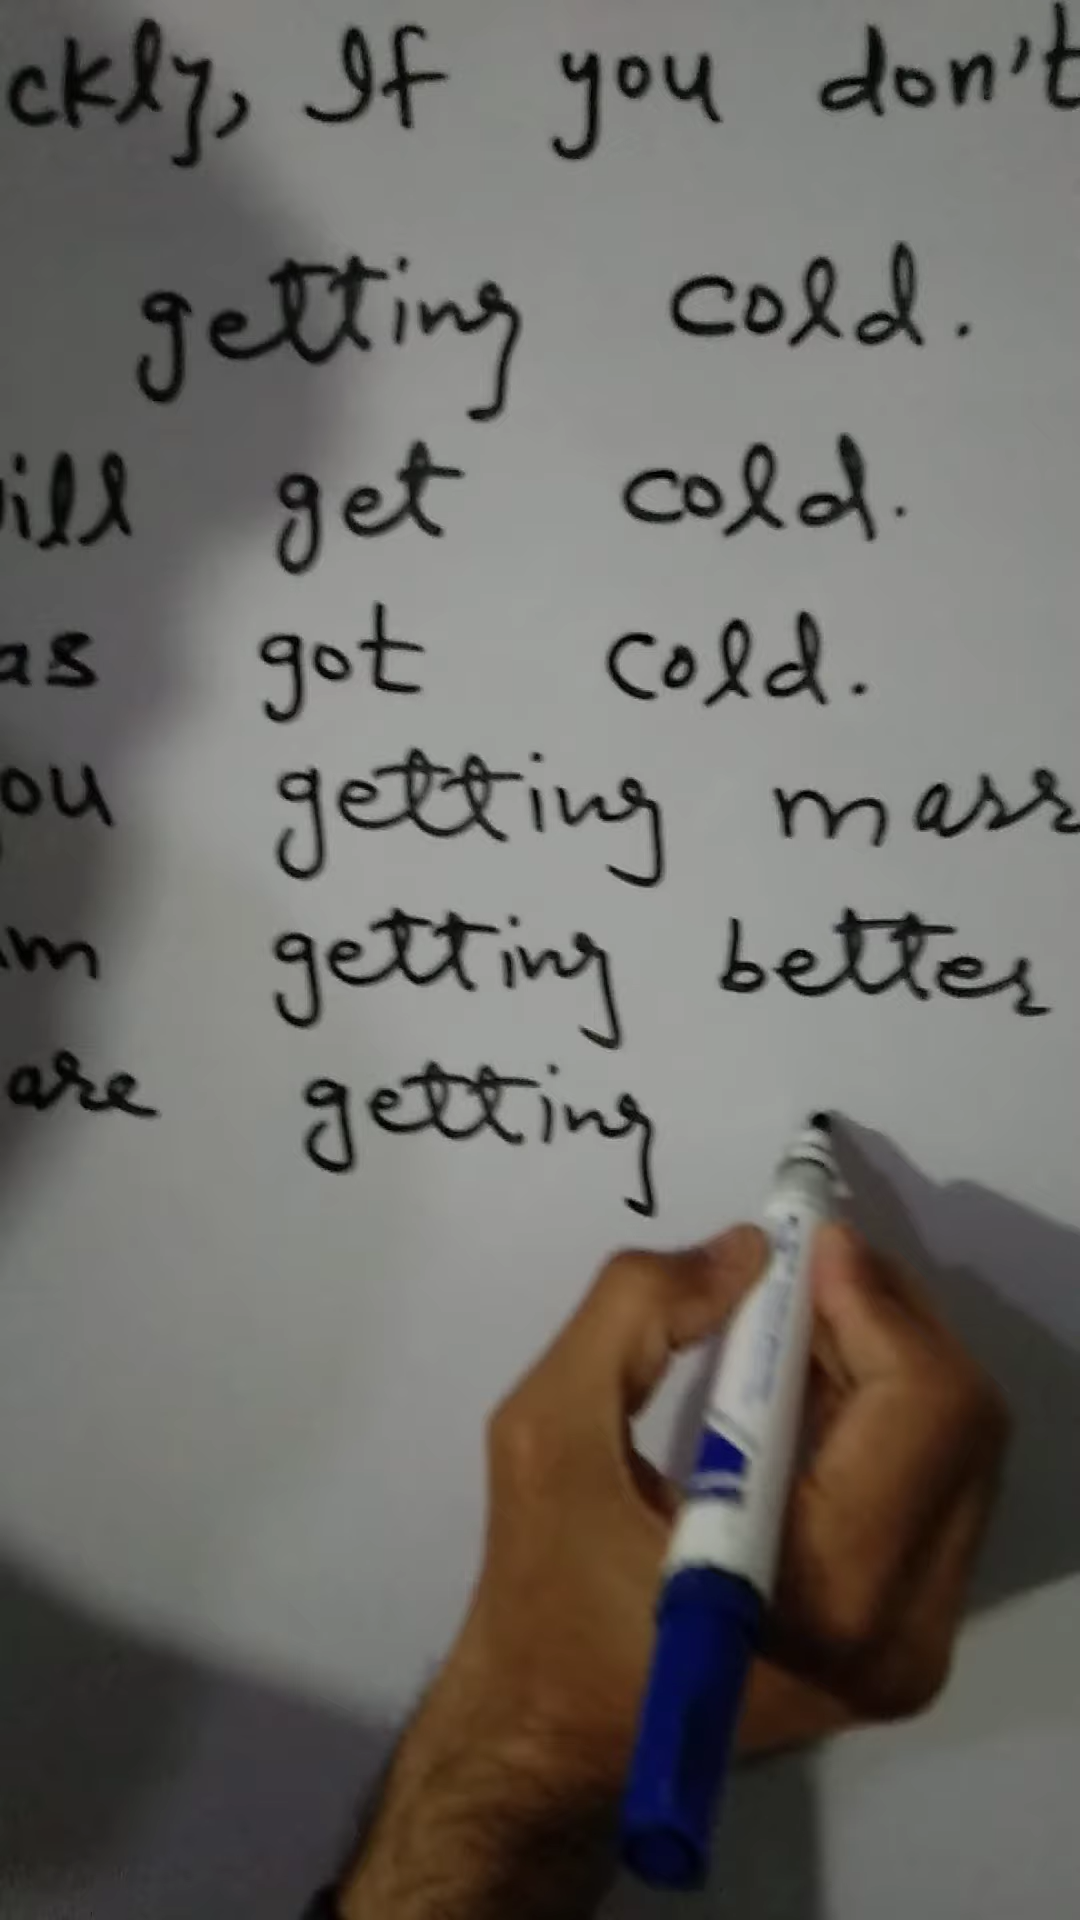 ckly, If you don't
getting cold.
ill get cold.
as got cold.
ou getting marr
m getting better
are getting